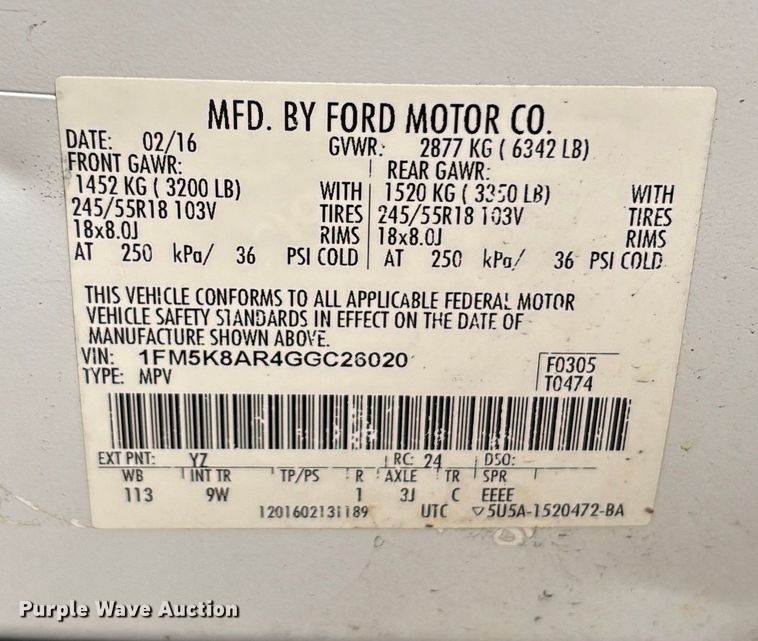 MFD. BY FORD MOTOR CO.
DATE: 02/16 GVWR: 2877 KG ( 6342 LB)
FRONT GAWR: REAR GAWR:
1452 KG ( 3200 LB) WITH 1520 KG ( 3350 LB) WITH
245/55R18 103V TIRES 245/55R18 103V TIRES
18x8.0J RIMS 18x8.0J RIMS
AT 250 kPa/ 36 PSI COLD AT 250 kPa/ 36 PSI COLD
THIS VEHICLE CONFORMS TO ALL APPLICABLE FEDERAL MOTOR
VEHICLE SAFETY STANDARDS IN EFFECT ON THE DATE OF
MANUFACTURE SHOWN ABOVE.
VIN: 1FM5K8AR4GGC26020
F0305
TYPE: MPV
T0474
EXT PNT: YZ RC: 24 DSO:
WB INT TR TP/PS R AXLE TR SPR
113 9W 1 3J C EEEE
1201602131189 UTC ▽5U5A-1520472-BA
Purple Wave Auction